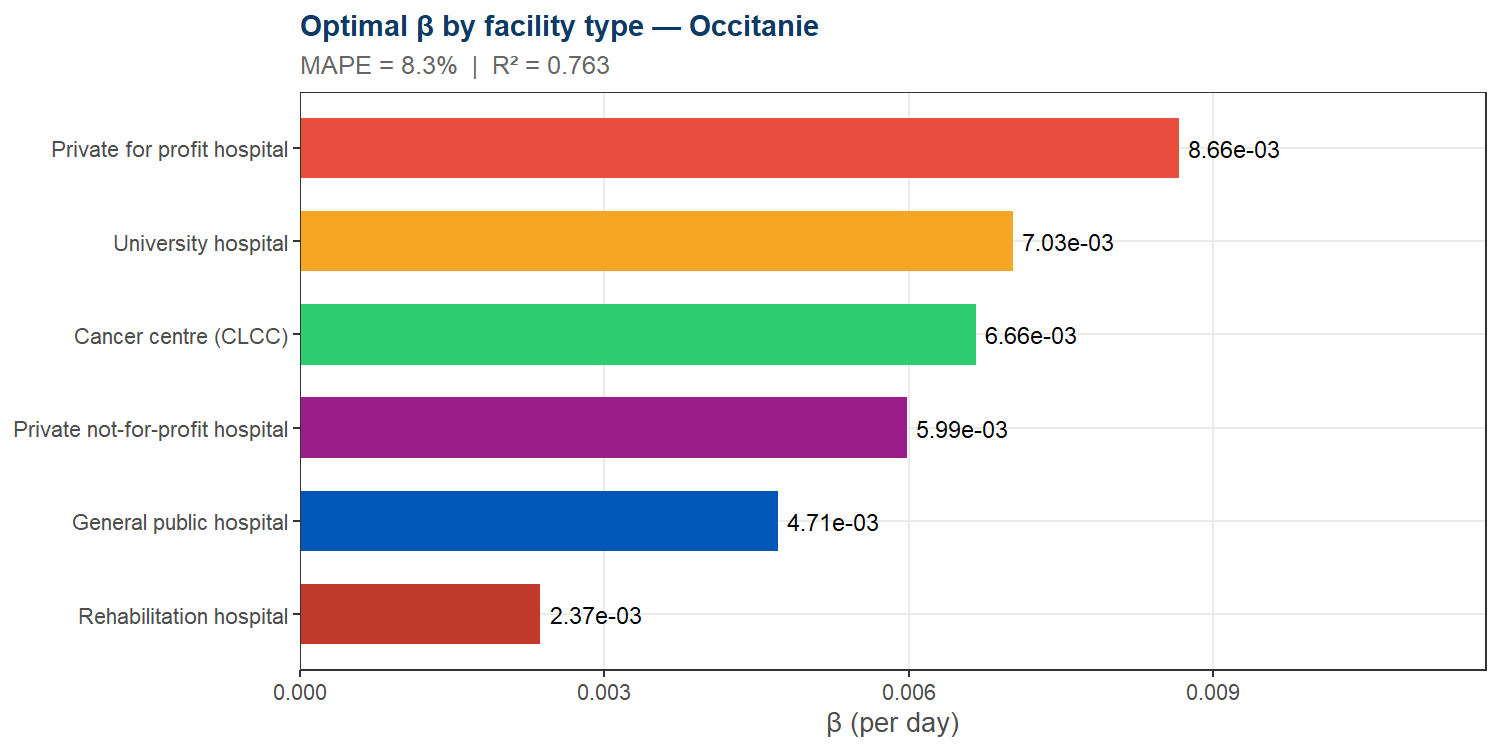 Optimal β by facility type — Occitanie
MAPE = 8.3% | R² = 0.763
Private for profit hospital
8.66e-03
University hospital
7.03e-03
Cancer centre (CLCC)
6.66e-03
Private not-for-profit hospital
5.99e-03
General public hospital
4.71e-03
Rehabilitation hospital
2.37e-03
0.000 0.003 0.006 0.009
β (per day)